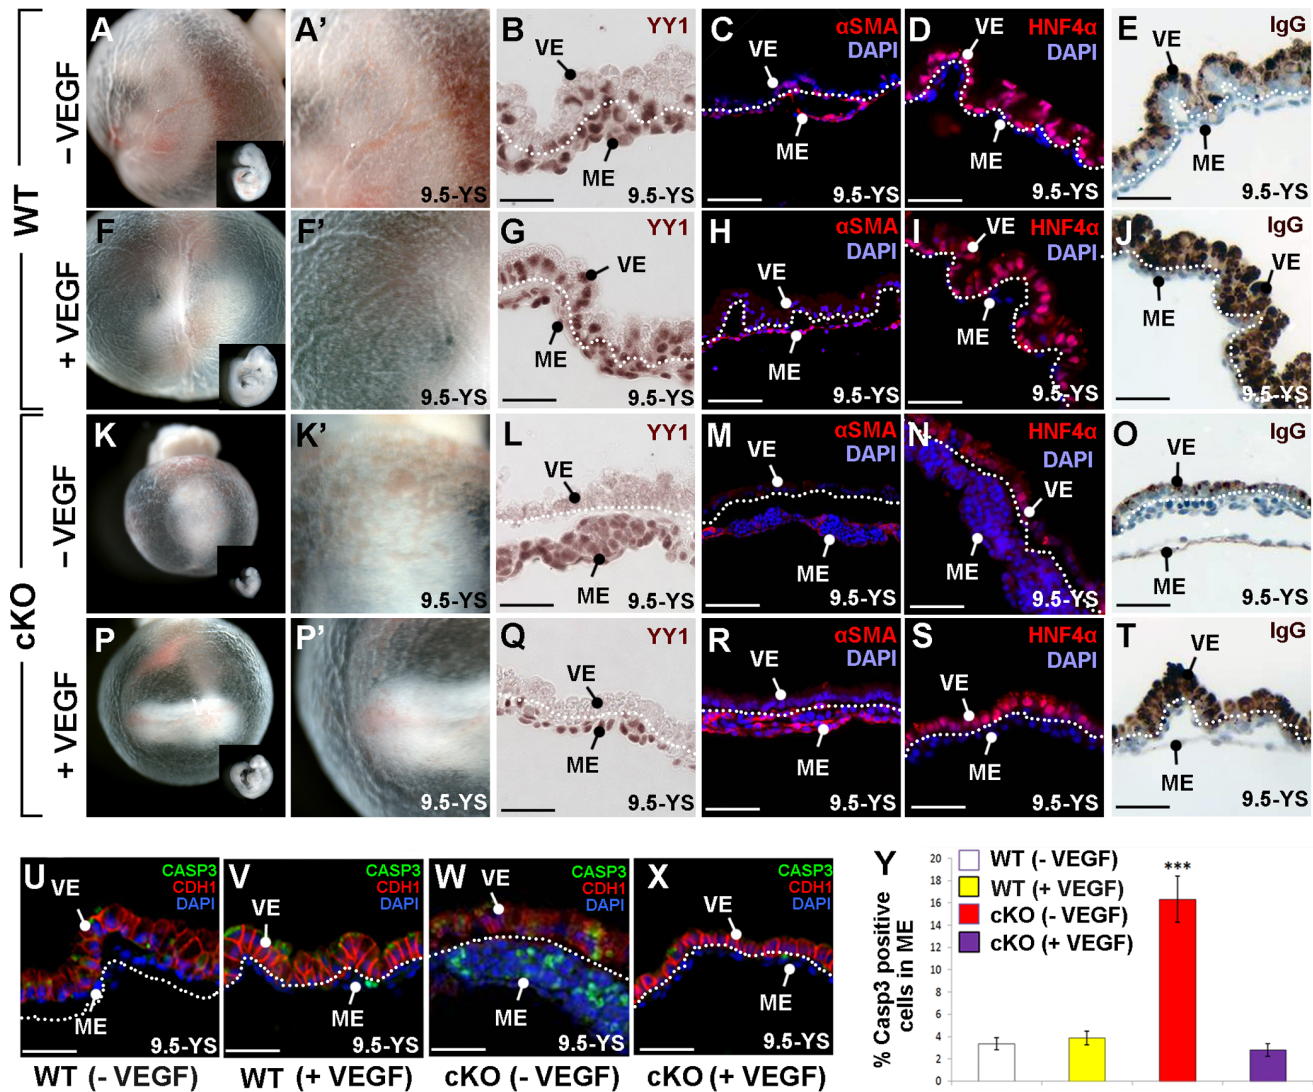 WT
− VEGF
A
A’
9.5-YS
B
YY1
VE
ME
9.5-YS
C
αSMA
DAPI
VE
ME
9.5-YS
D
HNF4α
DAPI
VE
ME
9.5-YS
E
IgG
VE
ME
9.5-YS
+ VEGF
F
F’
9.5-YS
G
YY1
VE
ME
9.5-YS
H
αSMA
DAPI
VE
ME
9.5-YS
I
HNF4α
DAPI
VE
ME
9.5-YS
J
IgG
VE
ME
9.5-YS
cKO
− VEGF
K
K’
9.5-YS
L
YY1
VE
ME
9.5-YS
M
αSMA
DAPI
VE
ME
9.5-YS
N
HNF4α
DAPI
VE
ME
9.5-YS
O
IgG
VE
ME
9.5-YS
+ VEGF
P
P’
9.5-YS
Q
YY1
VE
ME
9.5-YS
R
αSMA
DAPI
VE
ME
9.5-YS
S
HNF4α
DAPI
VE
ME
9.5-YS
T
IgG
VE
ME
9.5-YS
U
CASP3
CDH1
DAPI
VE
ME
9.5-YS
WT (- VEGF)
V
CASP3
CDH1
DAPI
VE
ME
9.5-YS
WT (+ VEGF)
W
CASP3
CDH1
DAPI
VE
ME
9.5-YS
cKO (- VEGF)
X
CASP3
CDH1
DAPI
VE
ME
9.5-YS
cKO (+ VEGF)
Y
% Casp3 positive
cells in ME
20
18
16
14
12
10
8
6
4
2
0
WT (- VEGF)
WT (+ VEGF)
cKO (- VEGF)
cKO (+ VEGF)
***